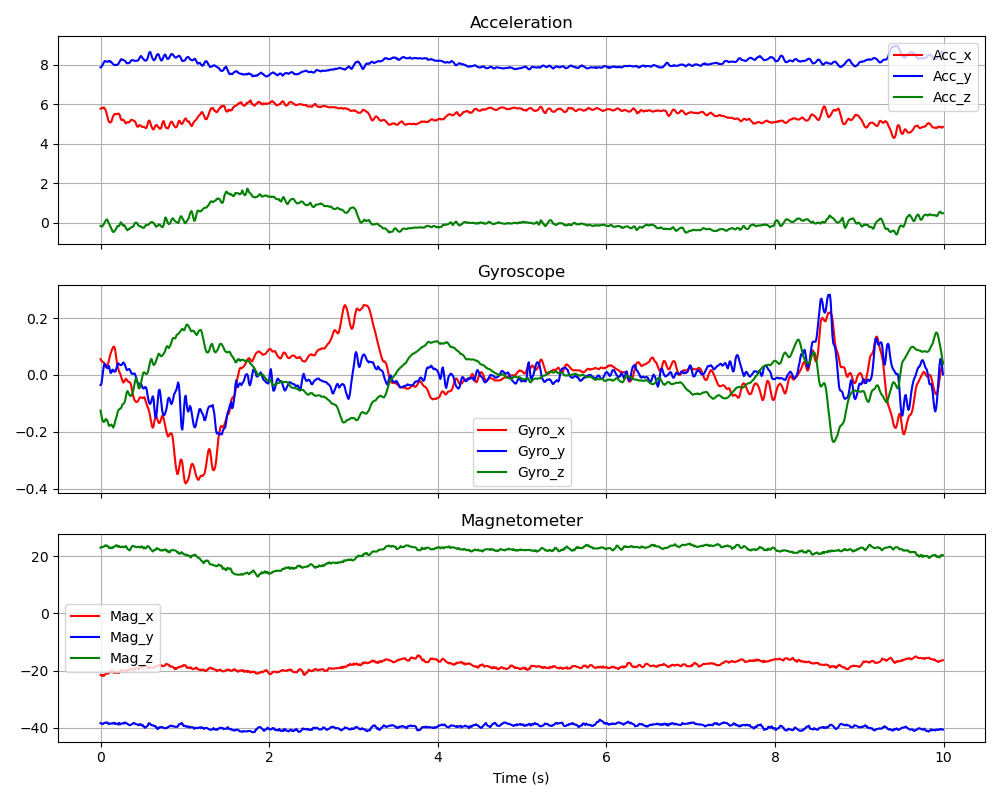 Acceleration
8
6
4
2
0
Acc_x
Acc_y
Acc_z
Gyroscope
0.2
0.0
−0.2
−0.4
Gyro_x
Gyro_y
Gyro_z
Magnetometer
20
0
−20
−40
Mag_x
Mag_y
Mag_z
0 2 4 6 8 10
Time (s)